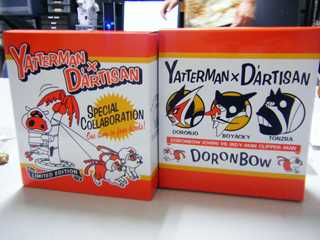 YATTERMAN X D'ARTISAN
SPECIAL
COLLABORATION
LIMITED EDITION
YATTERMAN X D'ARTISAN
DORONJO
BOYACKY
TONZRA
DORONBOW